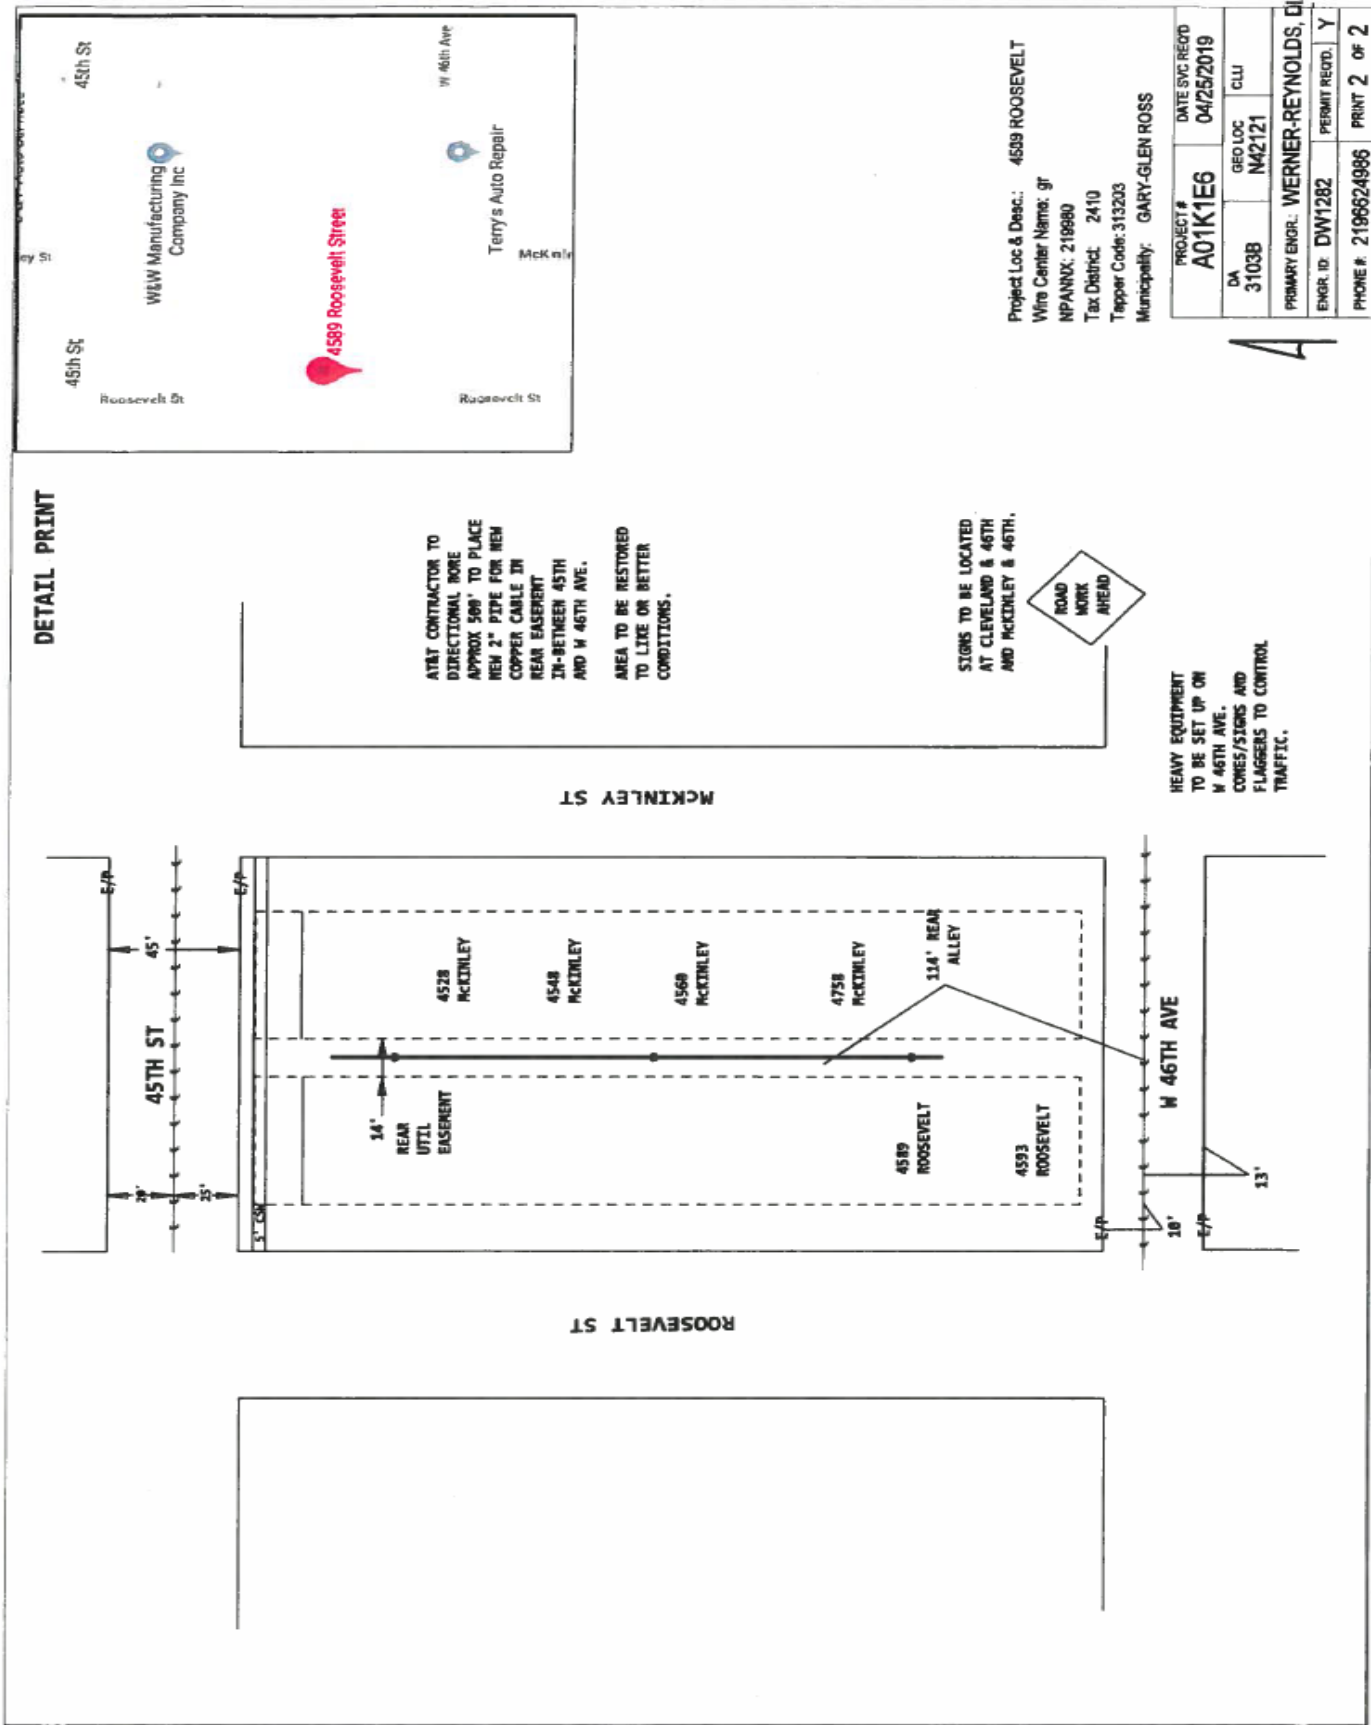 DETAIL PRINT
45th St
45th St
W&W Manufacturing
Company Inc
4589 Roosevelt Street
Roosevelt St
Roosevelt St
ey St
W 46th Ave
Terry's Auto Repair
AT&T CONTRACTOR TO
DIRECTIONAL BORE
APPROX 500' TO PLACE
NEW 2" PIPE FOR NEW
COPPER CABLE IN
REAR EASEMENT
IN-BETWEEN 45TH
AND W 46TH AVE.
AREA TO BE RESTORED
TO LIKE OR BETTER
CONDITIONS.
SIGNS TO BE LOCATED
AT CLEVELAND & 46TH
AND McKINLEY & 46TH.
ROAD
WORK
AHEAD
HEAVY EQUIPMENT
TO BE SET UP ON
W 46TH AVE.
CONES/SIGNS AND
FLAGGERS TO CONTROL
TRAFFIC.
McKINLEY ST
45TH ST
45'
20'
25'
E/P
E/P
5' CSW
14'
REAR
UTIL
EASEMENT
4528
McKINLEY
4548
McKINLEY
4560
McKINLEY
4758
McKINLEY
114' REAR
ALLEY
4589
ROOSEVELT
4593
ROOSEVELT
W 46TH AVE
E/P
E/P
10'
13'
ROOSEVELT ST
Project Loc & Desc.: 4589 ROOSEVELT
Wire Center Name: gr
NPANNX: 219980
Tax District: 2410
Tapper Code: 313203
Municipality: GARY-GLEN ROSS
PROJECT #
A01K1E6
DATE SVC REQ'D
04/25/2019
DA
3103B
GEO LOC
N42121
CLLI
PRIMARY ENGR.: WERNER-REYNOLDS,
ENGR. ID: DW1282
PERMIT REQ'D. Y
PHONE #: 2196624986
PRINT 2 OF 2